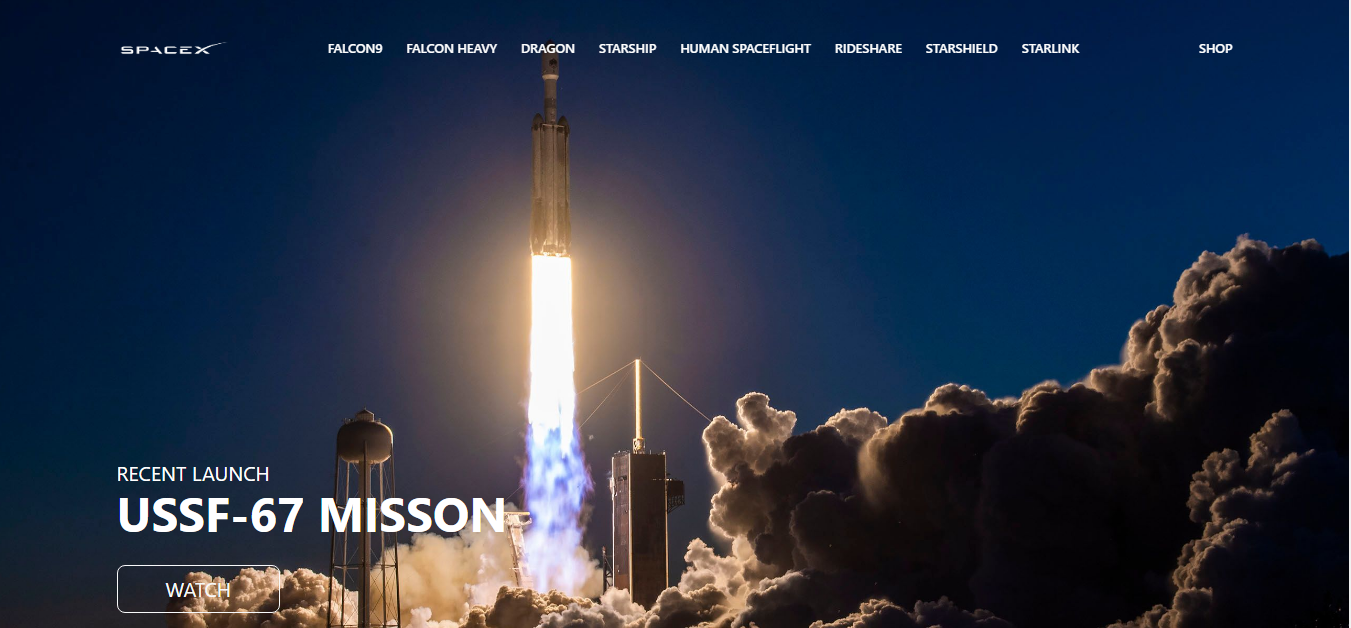 SPACEX
FALCON9 FALCON HEAVY DRAGON STARSHIP HUMAN SPACEFLIGHT RIDESHARE STARSHIELD STARLINK SHOP
RECENT LAUNCH
USSF-67 MISSON
WATCH